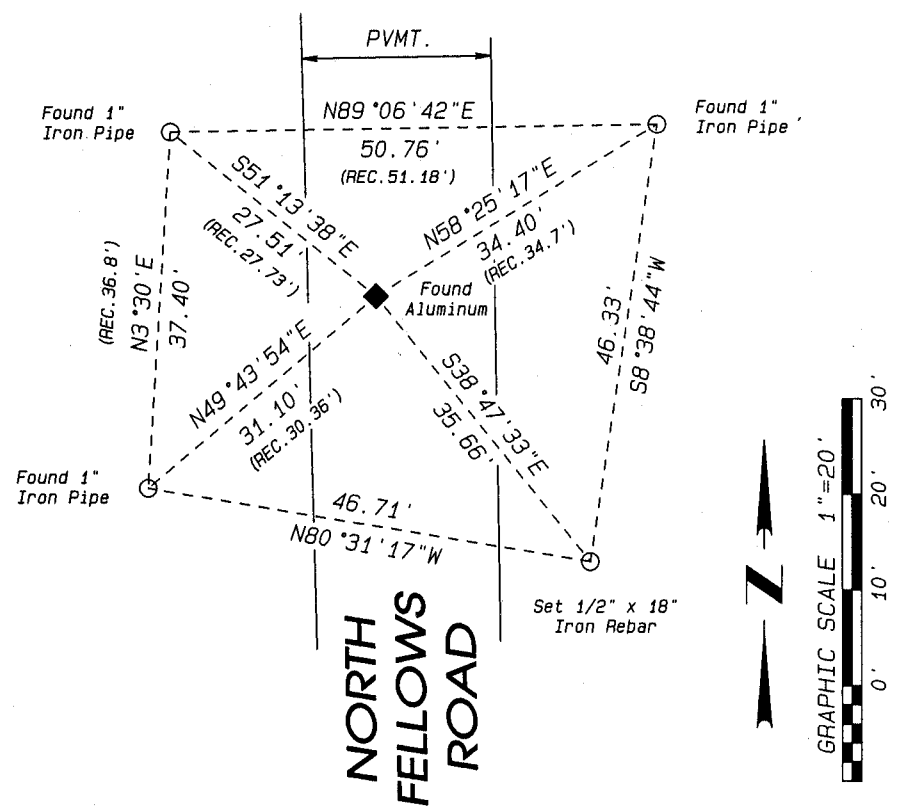 PVMT.
Found 1"
Iron Pipe
N89°06'42"E
50.76'
(REC.51.18')
Found 1"
Iron Pipe
S51°13'38"E
27.51'
(REC.27.73')
N58°25'17"E
34.40'
(REC.34.7')
(REC.36.8')
N3°30'E
37.40'
Found
Aluminum
46.33'
S8°38'44"W
N49°43'54"E
31.10'
(REC.30.36')
S38°47'33"E
35.66'
Found 1"
Iron Pipe
46.71'
N80°31'17"W
Set 1/2" x 18"
Iron Rebar
NORTH
FELLOWS
ROAD
N
GRAPHIC SCALE 1"=20'
0' 10' 20' 30'